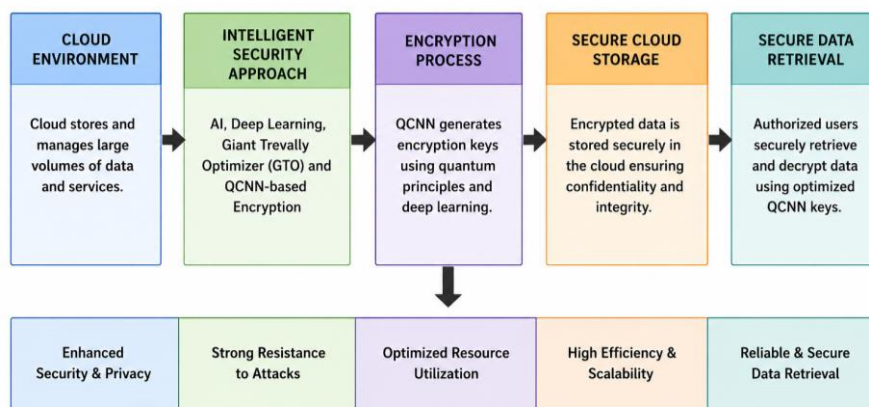 CLOUD
ENVIRONMENT
Cloud stores and
manages large
volumes of data
and services.
INTELLIGENT
SECURITY
APPROACH
AI, Deep Learning,
Giant Trevally
Optimizer (GTO) and
QCNN-based
Encryption
ENCRYPTION
PROCESS
QCNN generates
encryption keys
using quantum
principles and
deep learning.
SECURE CLOUD
STORAGE
Encrypted data is
stored securely in
the cloud ensuring
confidentiality and
integrity.
SECURE DATA
RETRIEVAL
Authorized users
securely retrieve
and decrypt data
using optimized
QCNN keys.
Enhanced
Security & Privacy
Strong Resistance
to Attacks
Optimized Resource
Utilization
High Efficiency &
Scalability
Reliable & Secure
Data Retrieval